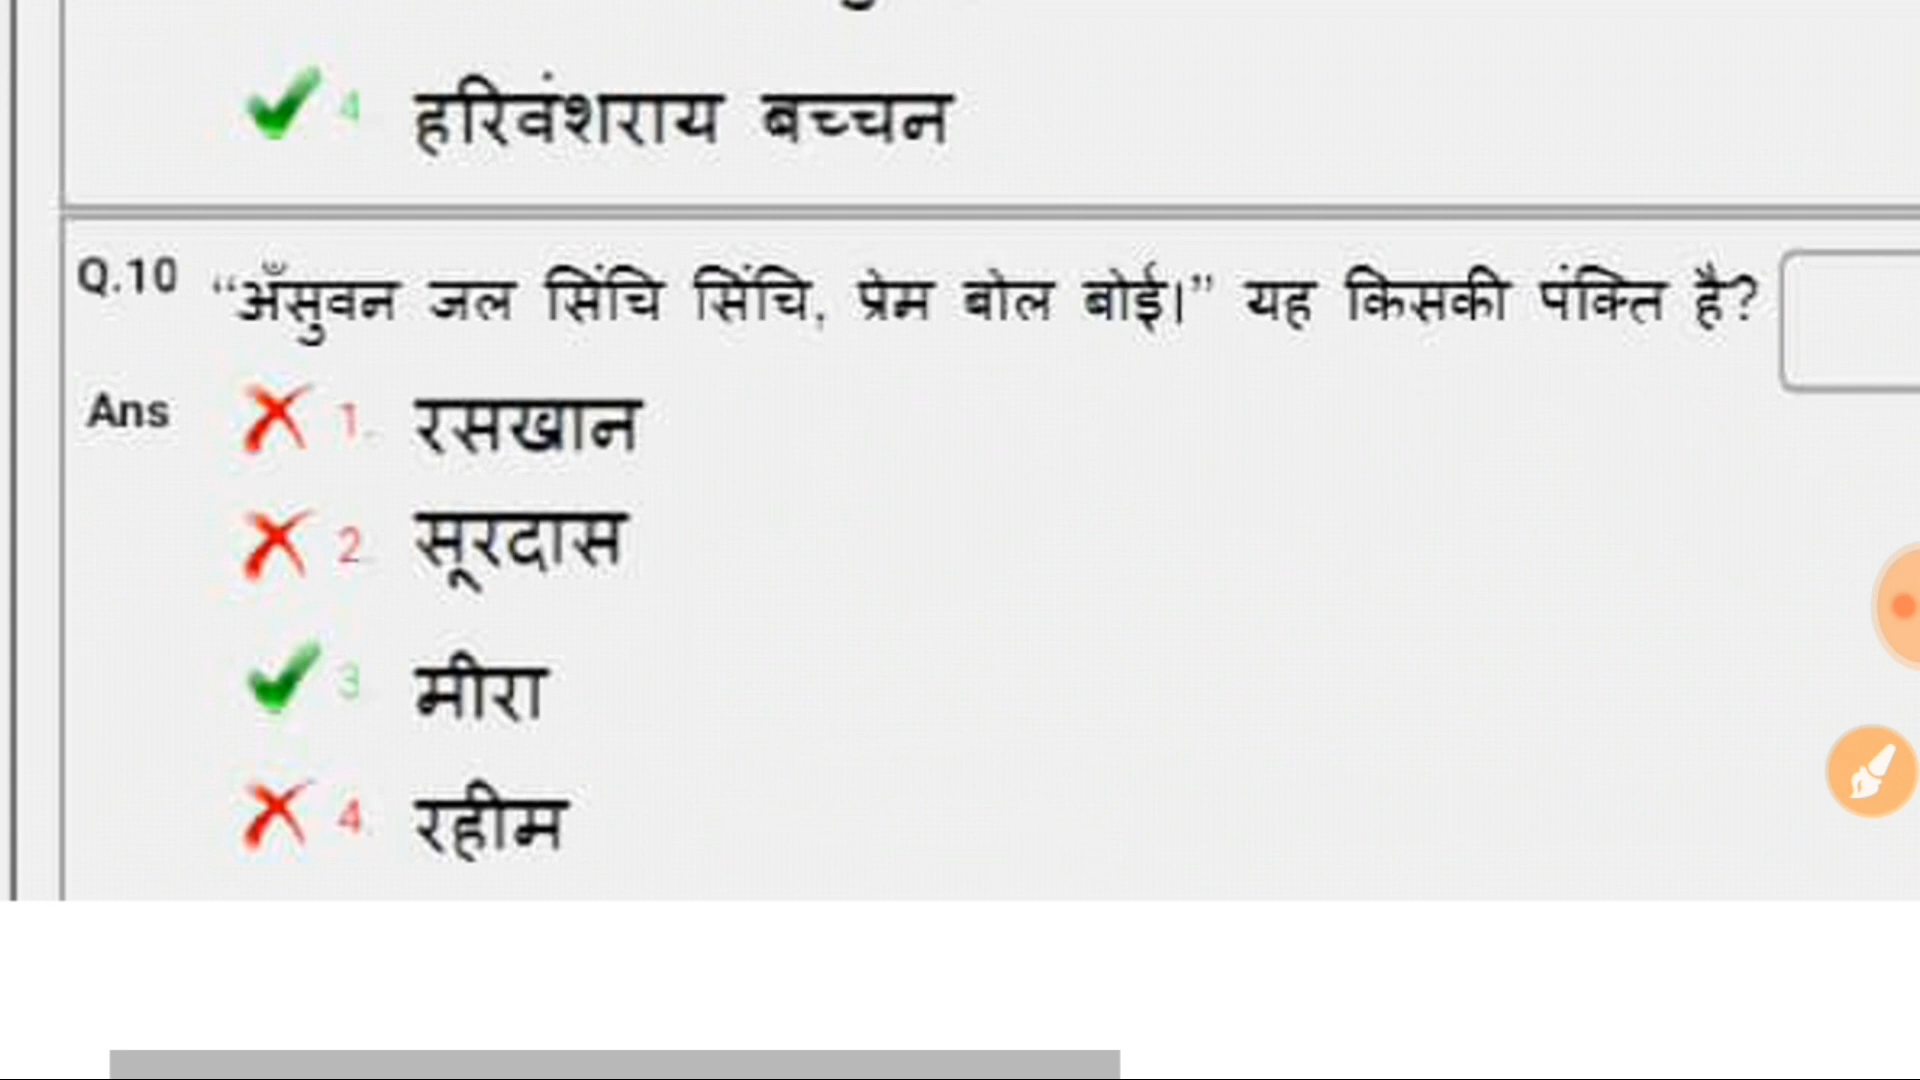 4 हरिवंशराय बच्चन
Q.10 “अँसुवन जल सिंचि सिंचि, प्रेम बोल बोई।” यह किसकी पंक्ति है?
Ans 1. रसखान
2. सूरदास
3 मीरा
4. रहीम